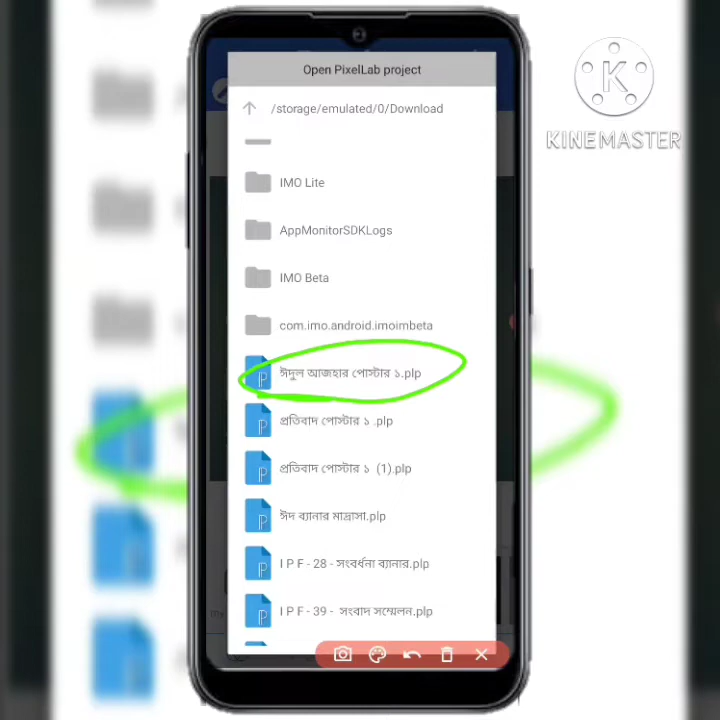 Open PixelLab project
/storage/emulated/0/Download
IMO Lite
AppMonitorSDKLogs
IMO Beta
com.imo.android.imoimbeta
ঈদুল আজহার পোস্টার ১.plp
প্রতিবাদ পোস্টার ১ .plp
প্রতিবাদ পোস্টার ১ (1).plp
ঈদ ব্যানার মাদ্রাসা.plp
I P F - 28 - সংবর্ধনা ব্যানার.plp
I P F - 39 - সংবাদ সম্মেলন.plp
K
KINEMASTER